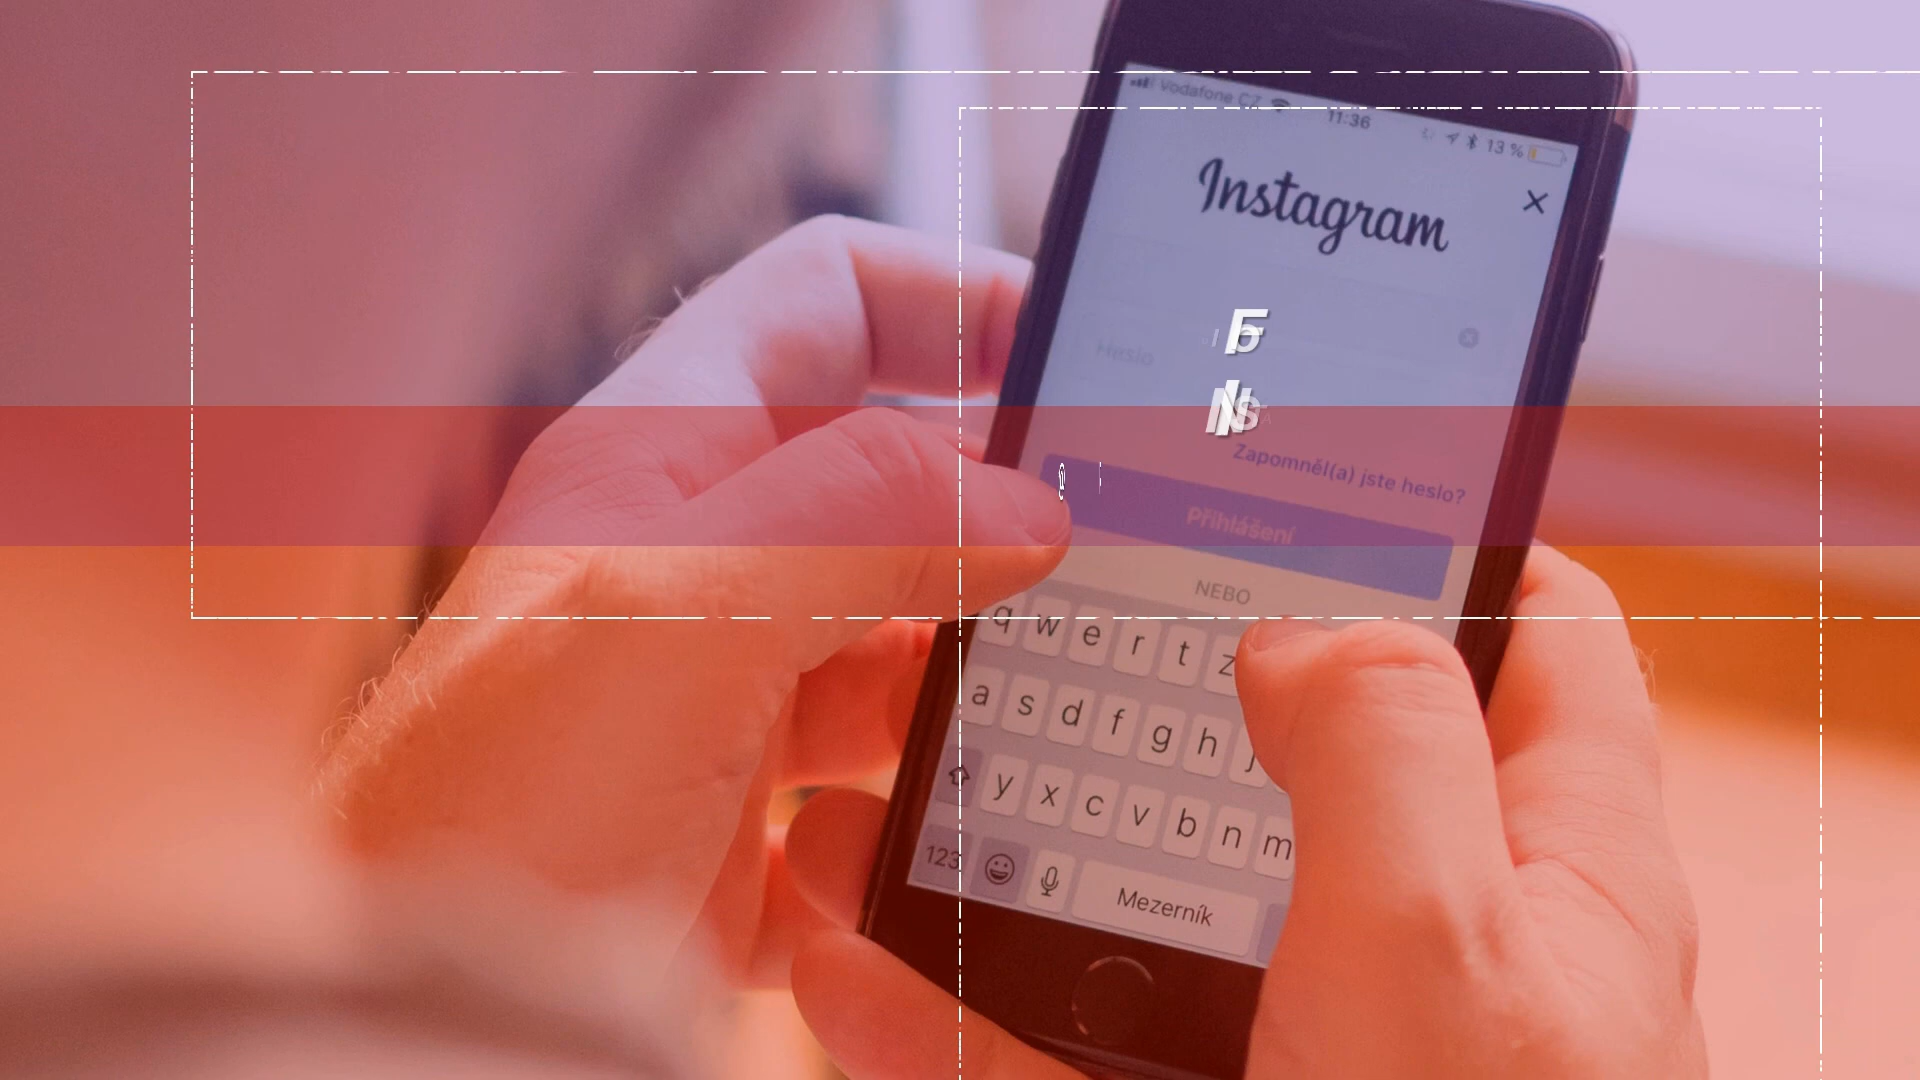 vodafone CZ
11:36
13 %
Instagram
Heslo
Zapomněl(a) jste heslo?
Přihlášení
NEBO
q w e r t z
a s d f g h j
y x c v b n m
123
Mezerník